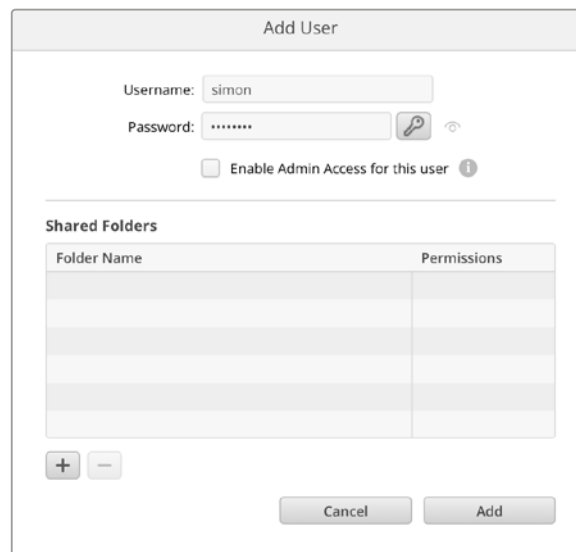 Add User
Username: simon
Password: ••••••••
Enable Admin Access for this user
Shared Folders
Folder Name Permissions
Cancel Add